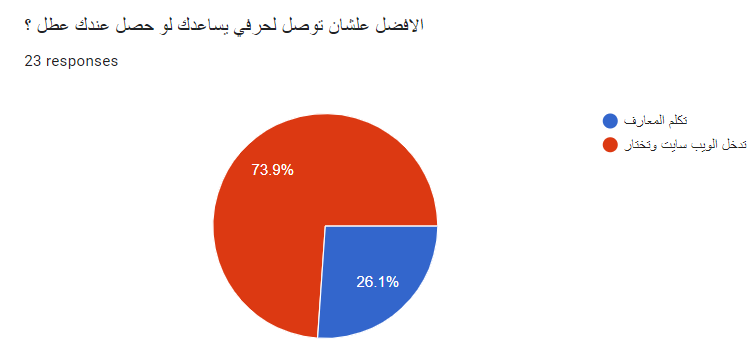 الافضل علشان توصل لحرفي يساعدك لو حصل عندك عطل ؟
23 responses
تكلم المعارف
تدخل الويب سايت وتختار
73.9%
26.1%